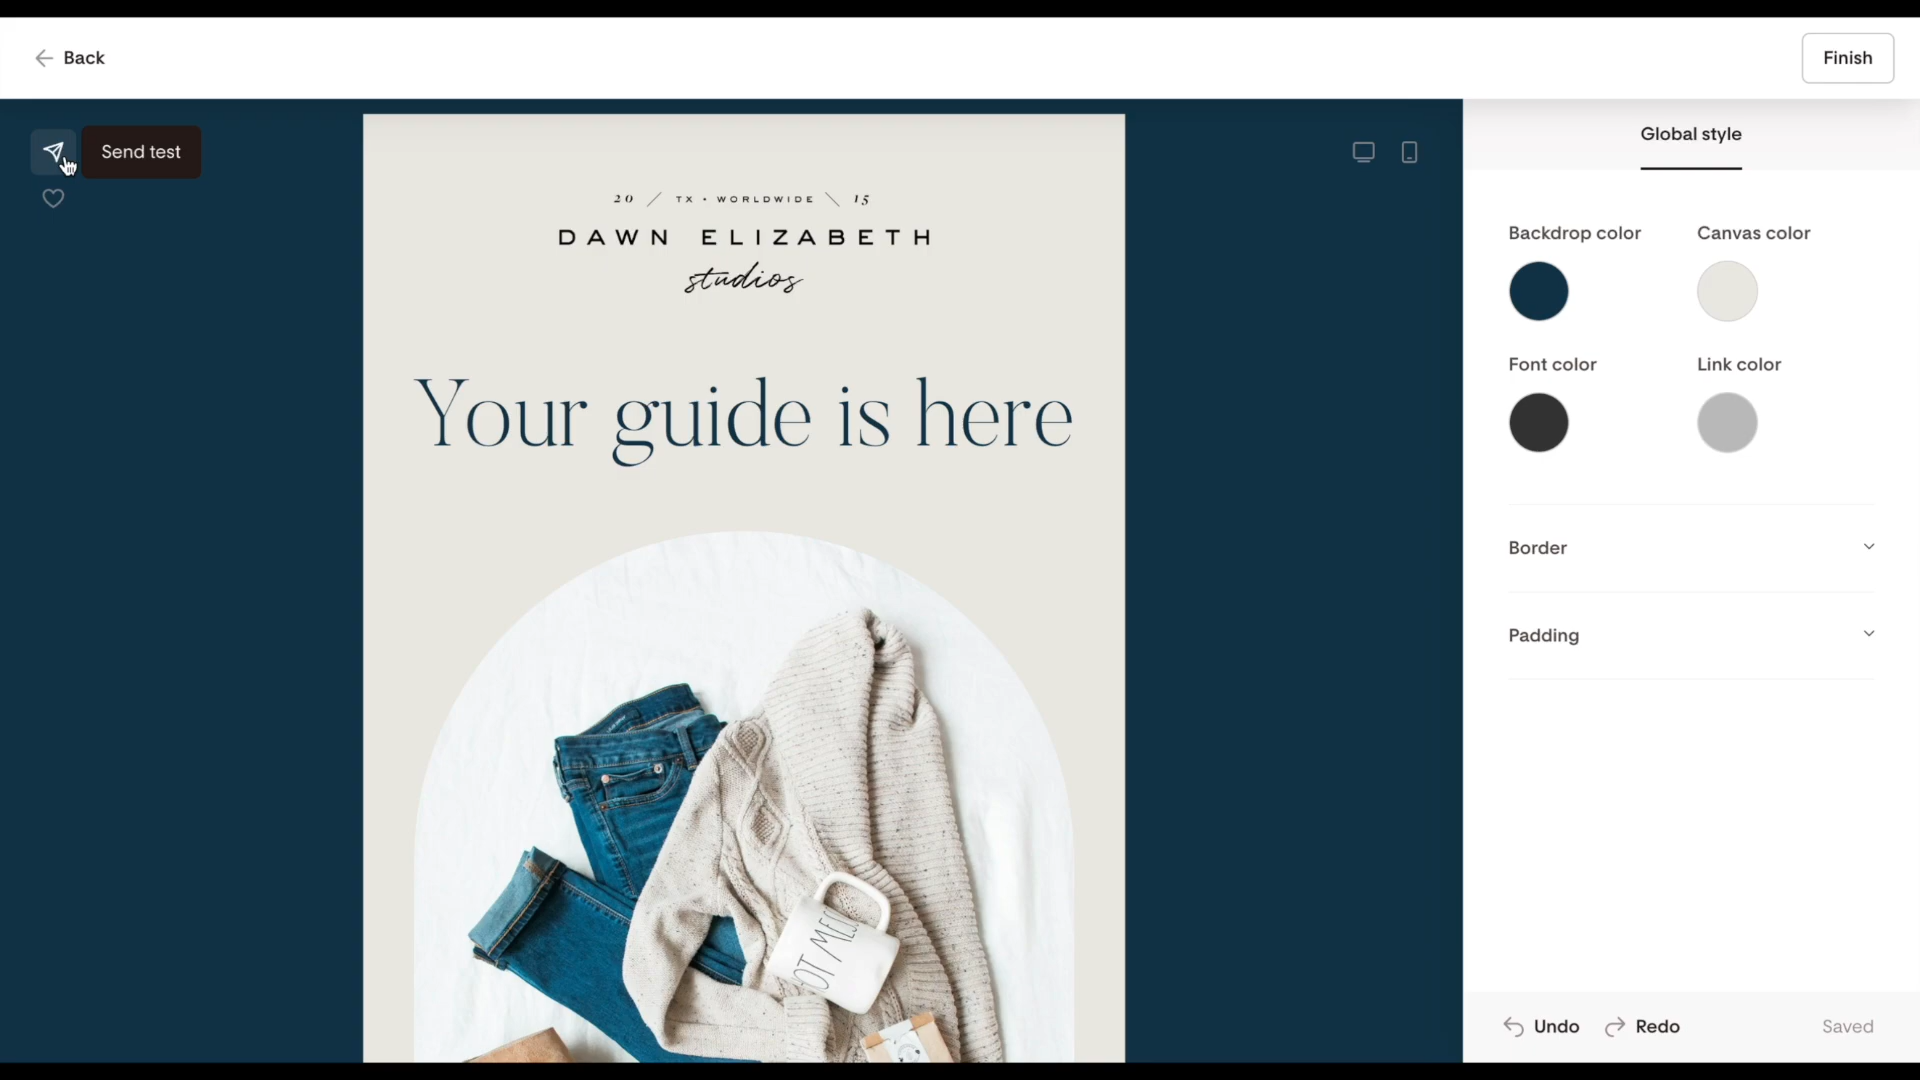 Back
Finish
Send test
Global style
20 / TX • WORLDWIDE \ 15
DAWN ELIZABETH
studios
Your guide is here
Backdrop color
Canvas color
Font color
Link color
Border
Padding
Undo
Redo
Saved